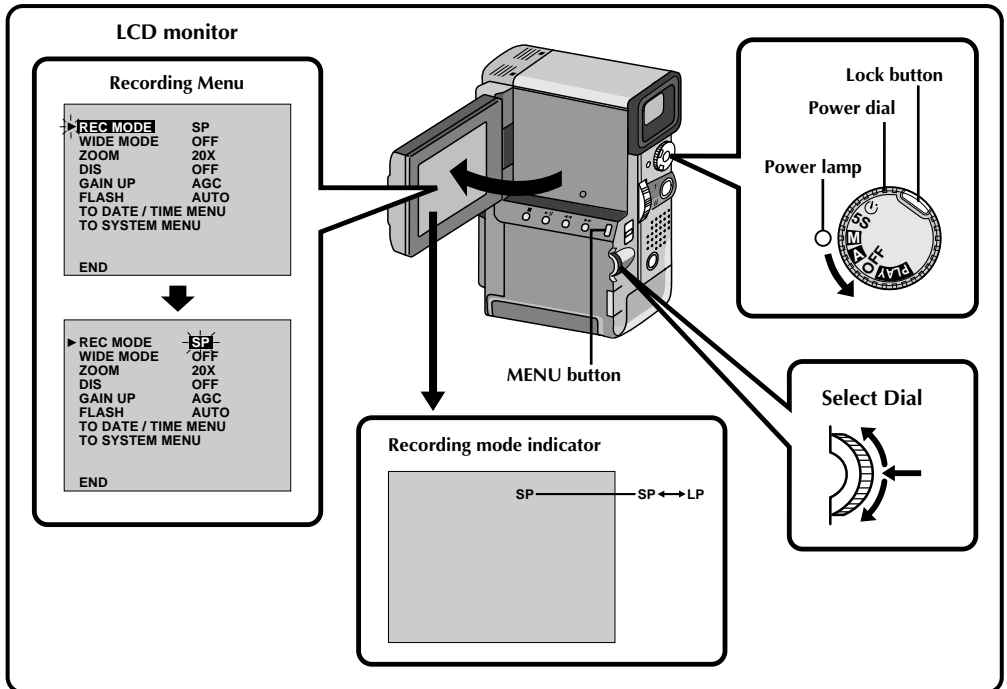 LCD monitor
Recording Menu
REC MODE SP
WIDE MODE OFF
ZOOM 20X
DIS OFF
GAIN UP AGC
FLASH AUTO
TO DATE / TIME MENU
TO SYSTEM MENU
END
REC MODE SP
WIDE MODE OFF
ZOOM 20X
DIS OFF
GAIN UP AGC
FLASH AUTO
TO DATE / TIME MENU
TO SYSTEM MENU
END
MENU button
Recording mode indicator
SP SP ↔ LP
Lock button
Power dial
Power lamp
5S
M
A
OFF
PLAY
Select Dial
T
W